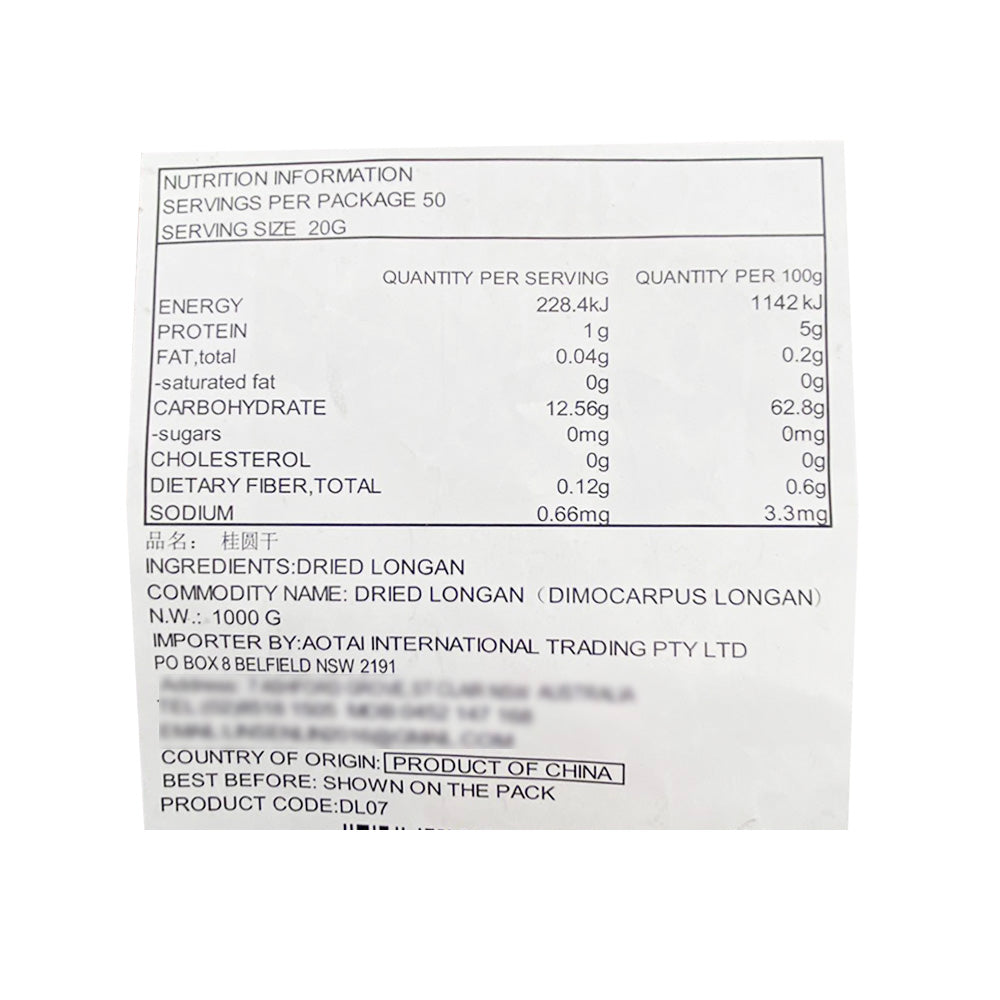 NUTRITION INFORMATION
SERVINGS PER PACKAGE 50
SERVING SIZE 20G
QUANTITY PER SERVING QUANTITY PER 100g
ENERGY 228.4kJ 1142 kJ
PROTEIN 1 g 5g
FAT,total 0.04g 0.2g
-saturated fat 0g 0g
CARBOHYDRATE 12.56g 62.8g
-sugars 0mg 0mg
CHOLESTEROL 0g 0g
DIETARY FIBER,TOTAL 0.12g 0.6g
SODIUM 0.66mg 3.3mg
品名： 桂圆干
INGREDIENTS:DRIED LONGAN
COMMODITY NAME: DRIED LONGAN（DIMOCARPUS LONGAN）
N.W.: 1000 G
IMPORTER BY:AOTAI INTERNATIONAL TRADING PTY LTD
PO BOX 8 BELFIELD NSW 2191
COUNTRY OF ORIGIN: PRODUCT OF CHINA
BEST BEFORE: SHOWN ON THE PACK
PRODUCT CODE:DL07